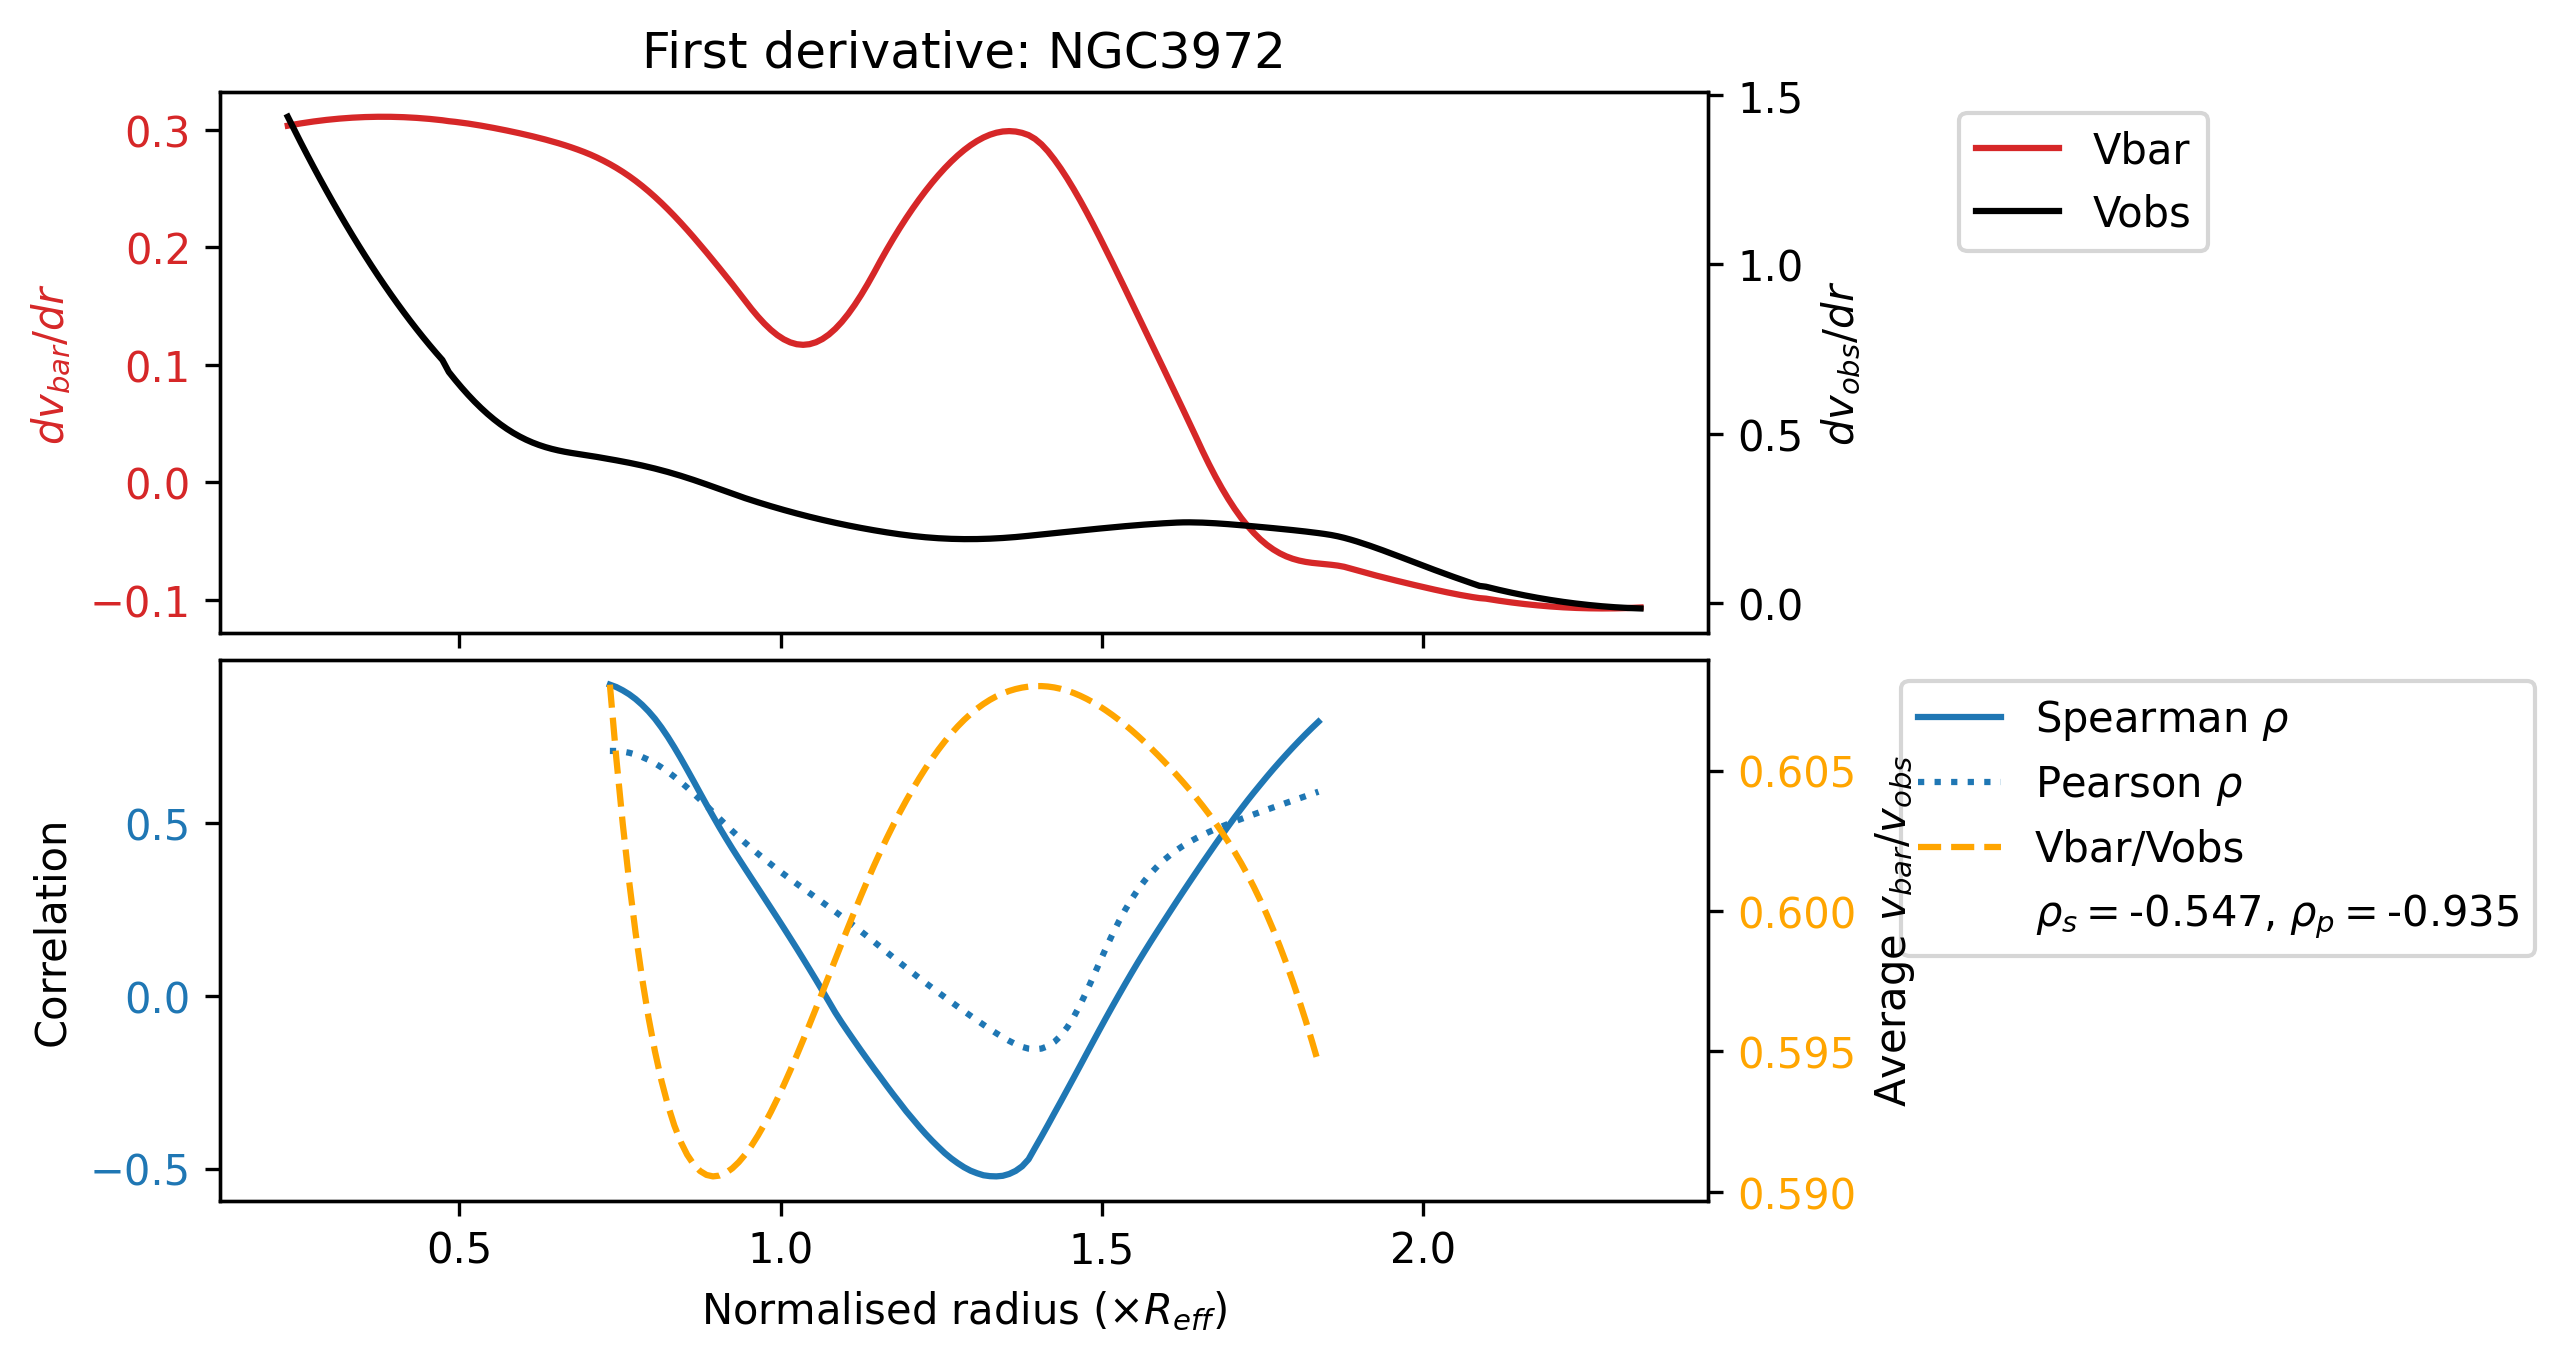 First derivative: NGC3972
0.3
0.2
0.1
0.0
−0.1
dv_bar/dr
1.5
1.0
0.5
0.0
dv_obs/dr
Vbar
Vobs
0.5
0.0
−0.5
Correlation
0.605
0.600
0.595
0.590
Average v_bar/v_obs
Spearman ρ
Pearson ρ
Vbar/Vobs
ρ_s = -0.547, ρ_p = -0.935
0.5 1.0 1.5 2.0
Normalised radius (×R_eff)